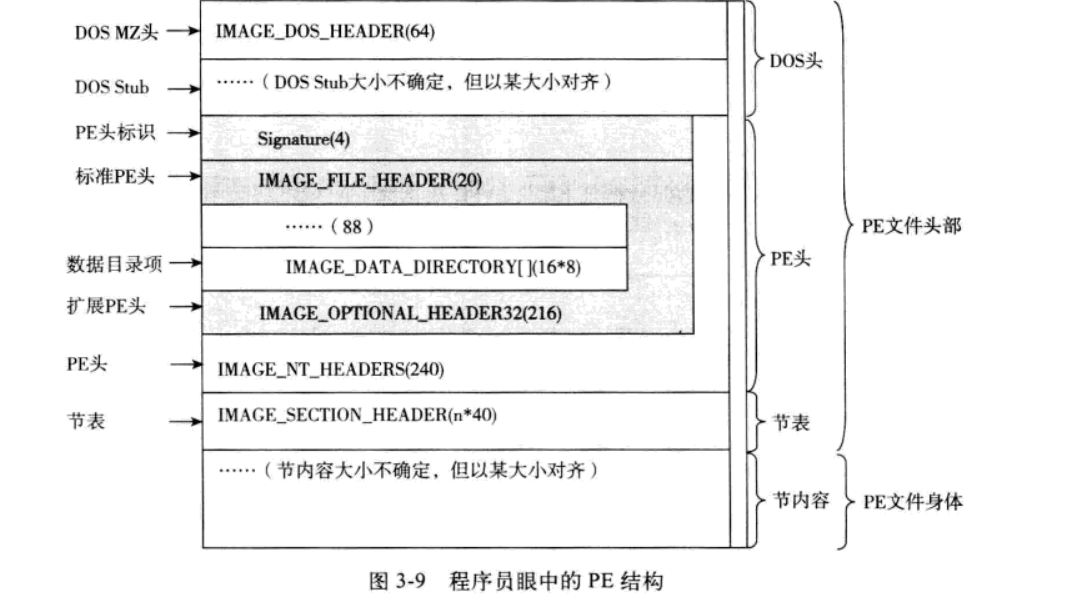 DOS MZ头
IMAGE_DOS_HEADER(64)
DOS头
DOS Stub
……（DOS Stub大小不确定，但以某大小对齐）
PE头标识
Signature(4)
标准PE头
IMAGE_FILE_HEADER(20)
……（88）
PE文件头部
数据目录项
IMAGE_DATA_DIRECTORY[ ](16*8)
PE头
扩展PE头
IMAGE_OPTIONAL_HEADER32(216)
PE头
IMAGE_NT_HEADERS(240)
节表
IMAGE_SECTION_HEADER(n*40)
节表
……（节内容大小不确定，但以某大小对齐）
节内容
PE文件身体
图 3-9 程序员眼中的 PE 结构